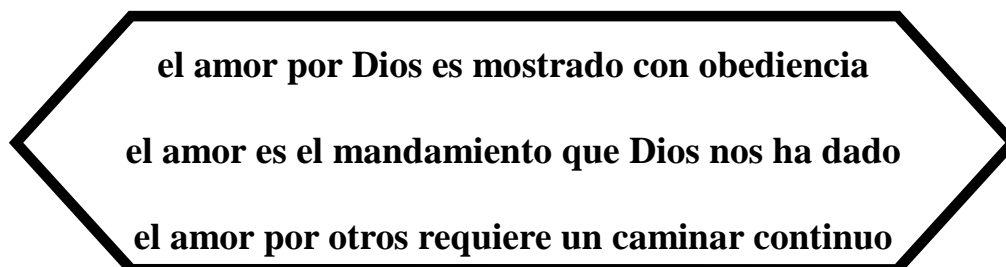 el amor por Dios es mostrado con obediencia
el amor es el mandamiento que Dios nos ha dado
el amor por otros requiere un caminar continuo